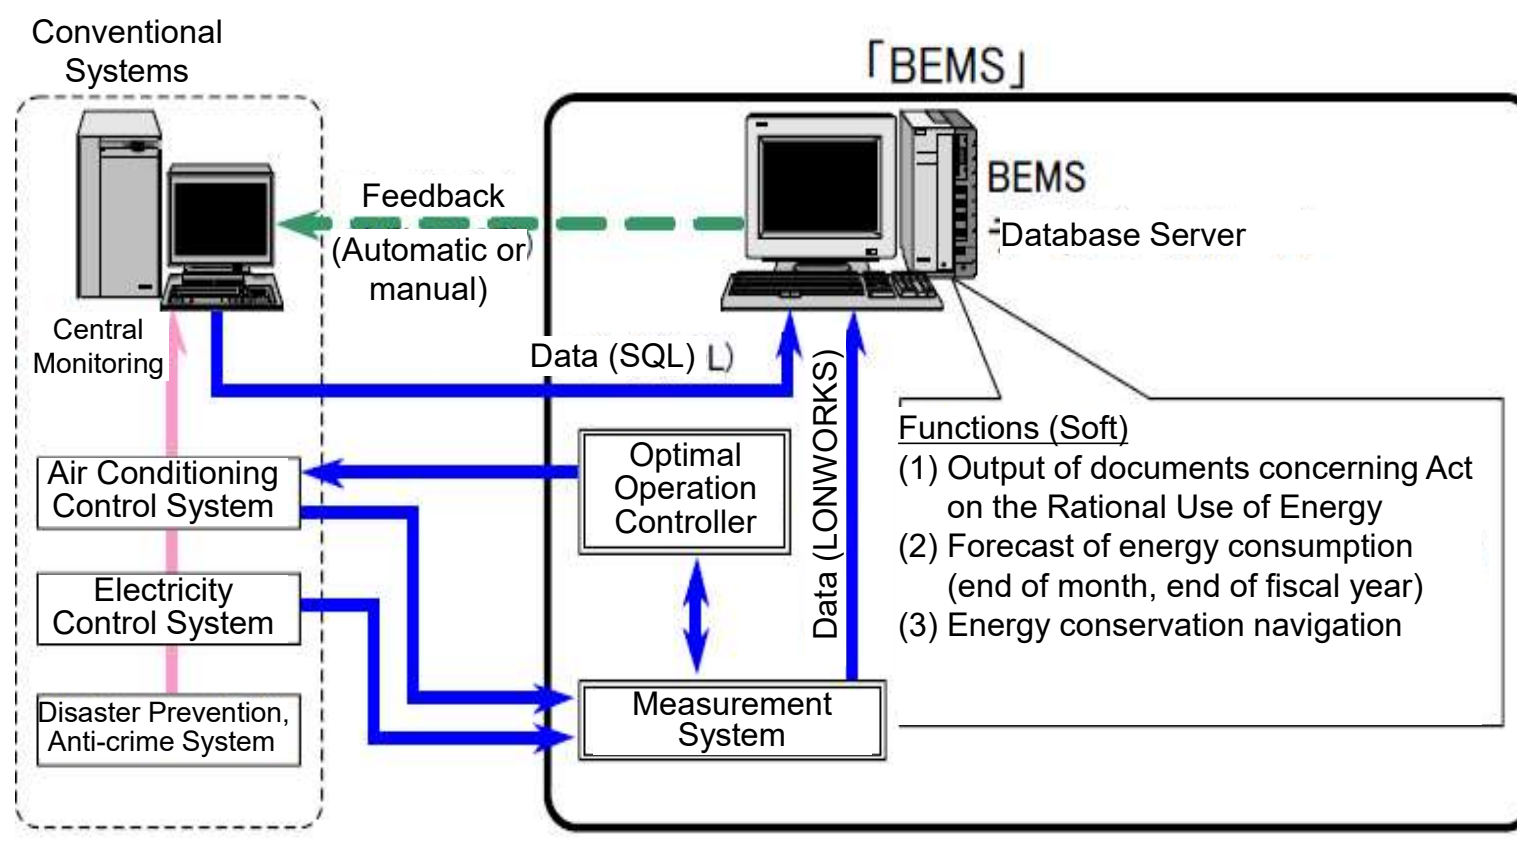 Conventional
Systems
「BEMS」
BEMS
Database Server
Feedback
(Automatic or)
manual)
Central
Monitoring
Data (SQL) L)
Data (LONWORKS)
Air Conditioning
Control System
Electricity
Control System
Disaster Prevention,
Anti-crime System
Optimal
Operation
Controller
Measurement
System
Functions (Soft)
(1) Output of documents concerning Act
on the Rational Use of Energy
(2) Forecast of energy consumption
(end of month, end of fiscal year)
(3) Energy conservation navigation